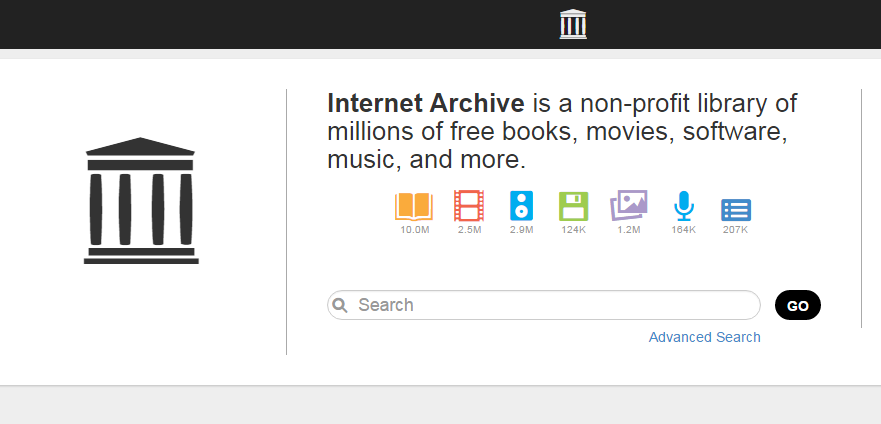 Internet Archive is a non-profit library of
millions of free books, movies, software,
music, and more.
10.0M 2.5M 2.9M 124K 1.2M 164K 207K
Search GO
Advanced Search